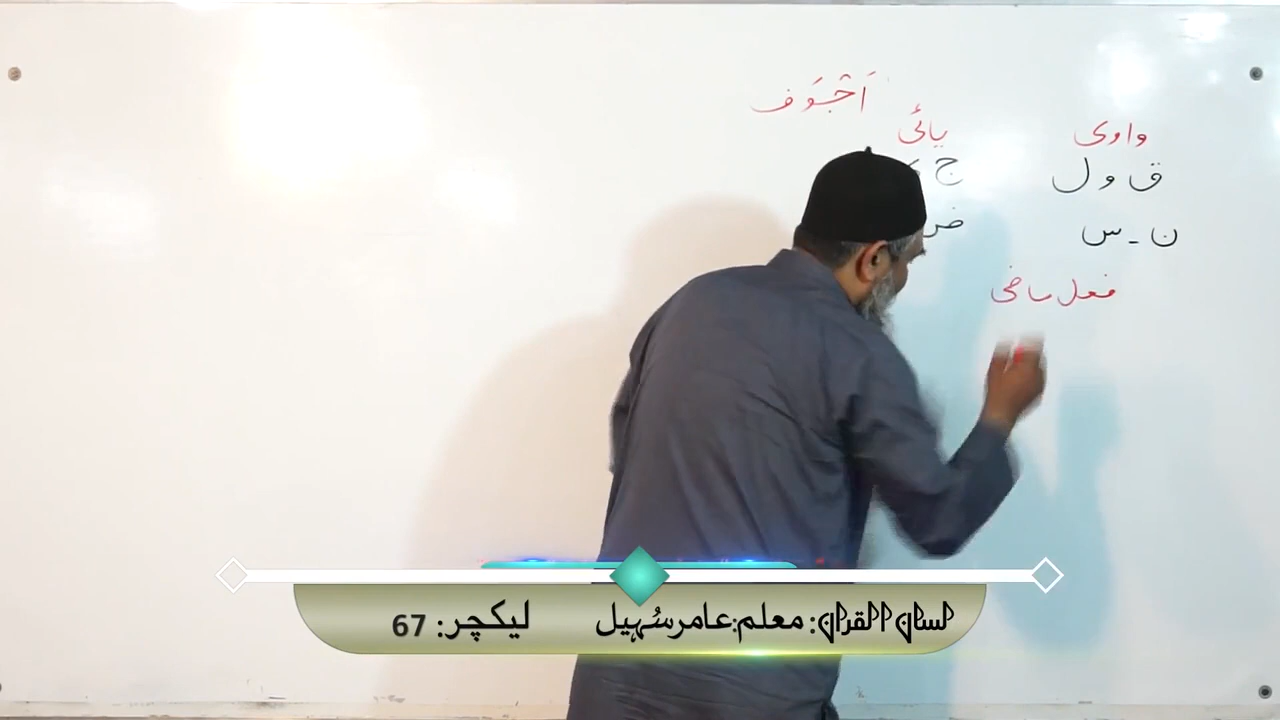 اَجْوَف
واوی یائی
ق و ل ج
ن - س ض
فعل ماضی
لسان القرآن: معلم: عامر سُہیل لیکچر: 67